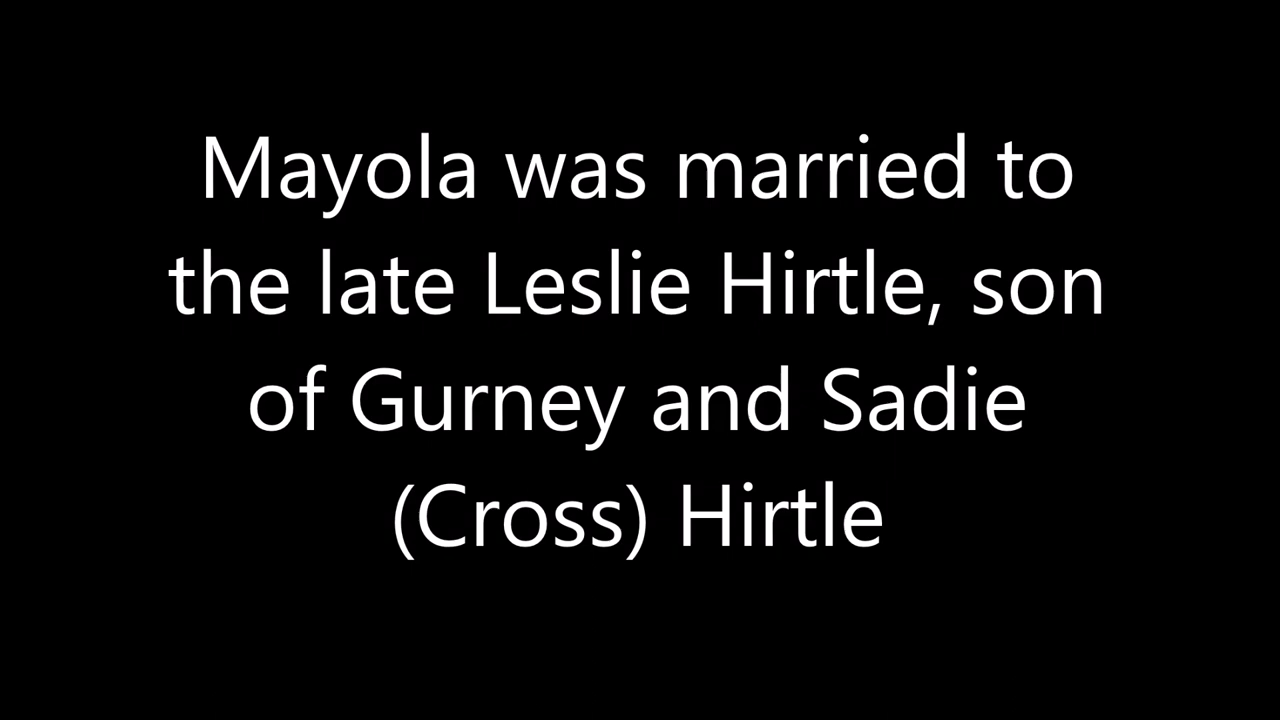 Mayola was married to
the late Leslie Hirtle, son
of Gurney and Sadie
(Cross) Hirtle